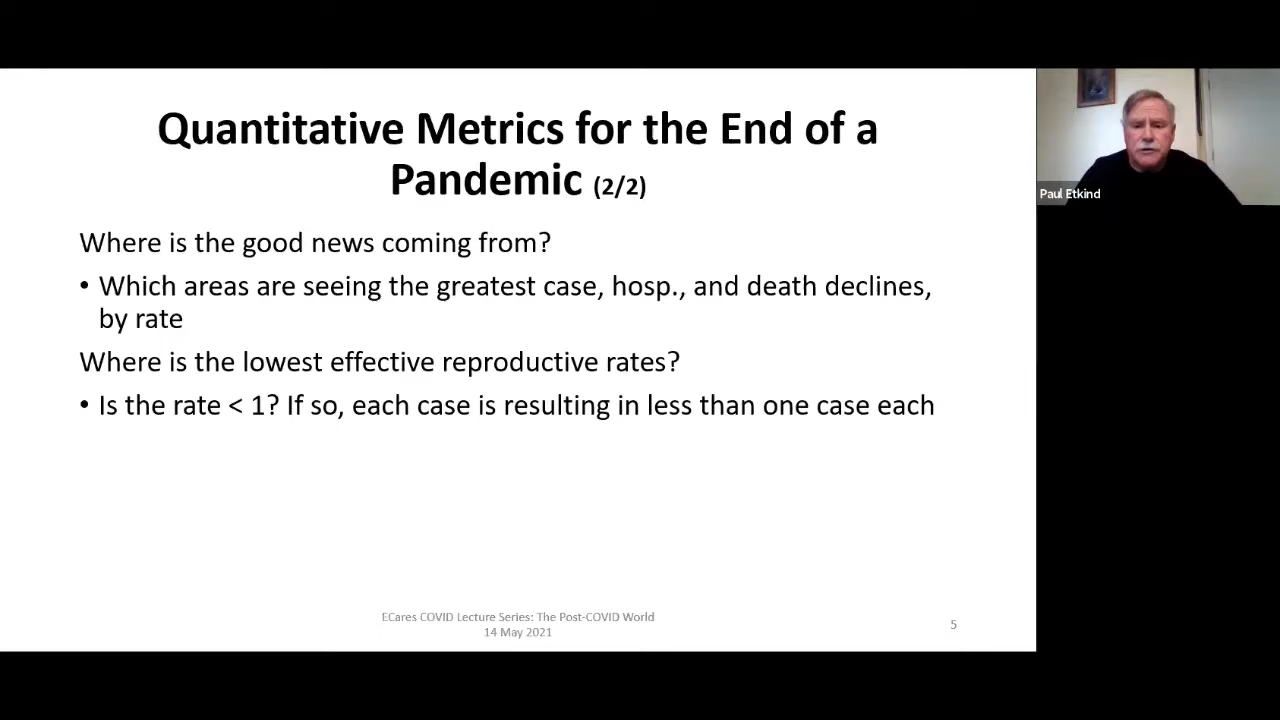 Quantitative Metrics for the End of a
Pandemic (2/2)
Where is the good news coming from?
• Which areas are seeing the greatest case, hosp., and death declines,
by rate
Where is the lowest effective reproductive rates?
• Is the rate < 1? If so, each case is resulting in less than one case each
ECares COVID Lecture Series: The Post-COVID World
14 May 2021
5
Paul Etkind